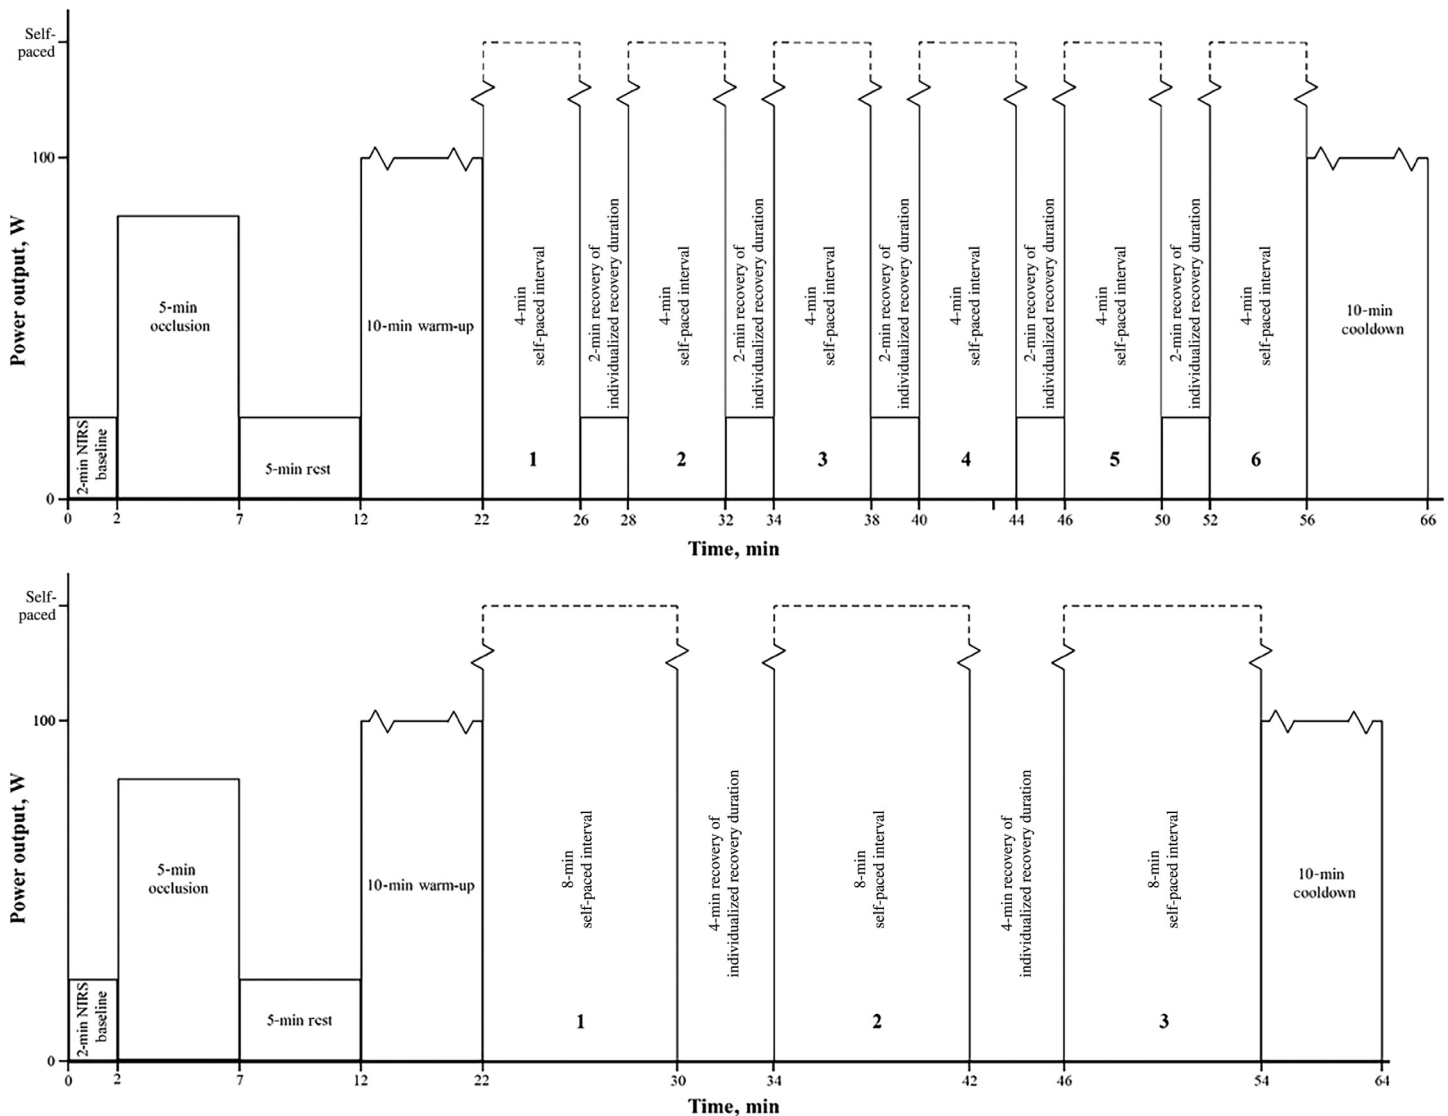 Self-
paced
100
0
Power output, W
2-min NIRS
baseline
5-min
occlusion
5-min rest
10-min warm-up
4-min
self-paced interval
1
2-min recovery of
individualized recovery duration
4-min
self-paced interval
2
2-min recovery of
individualized recovery duration
4-min
self-paced interval
3
2-min recovery of
individualized recovery duration
4-min
self-paced interval
4
2-min recovery of
individualized recovery duration
4-min
self-paced interval
5
2-min recovery of
individualized recovery duration
4-min
self-paced interval
6
10-min
cooldown
0 2 7 12 22 26 28 32 34 38 40 44 46 50 52 56 66
Time, min
Self-
paced
100
0
Power output, W
2-min NIRS
baseline
5-min
occlusion
5-min rest
10-min warm-up
8-min
self-paced interval
1
4-min recovery of
individualized recovery duration
8-min
self-paced interval
2
4-min recovery of
individualized recovery duration
8-min
self-paced interval
3
10-min
cooldown
0 2 7 12 22 30 34 42 46 54 64
Time, min